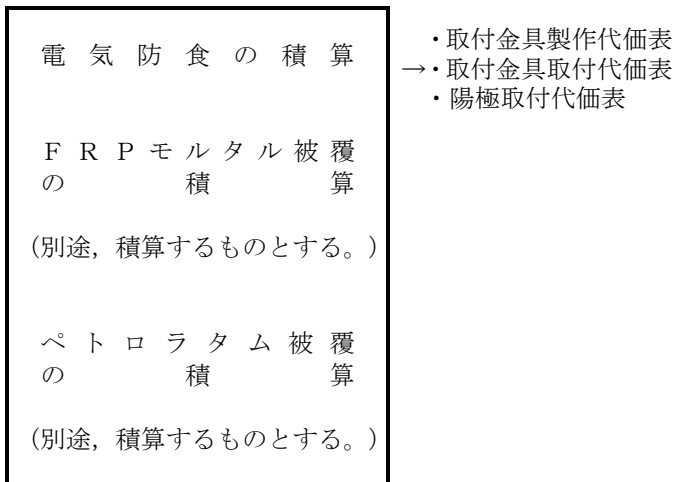 電気防食の積算
・取付金具製作代価表
→・取付金具取付代価表
・陽極取付代価表
ＦＲＰモルタル被覆
の積算
（別途，積算するものとする。）
ペトロラタム被覆
の積算
（別途，積算するものとする。）